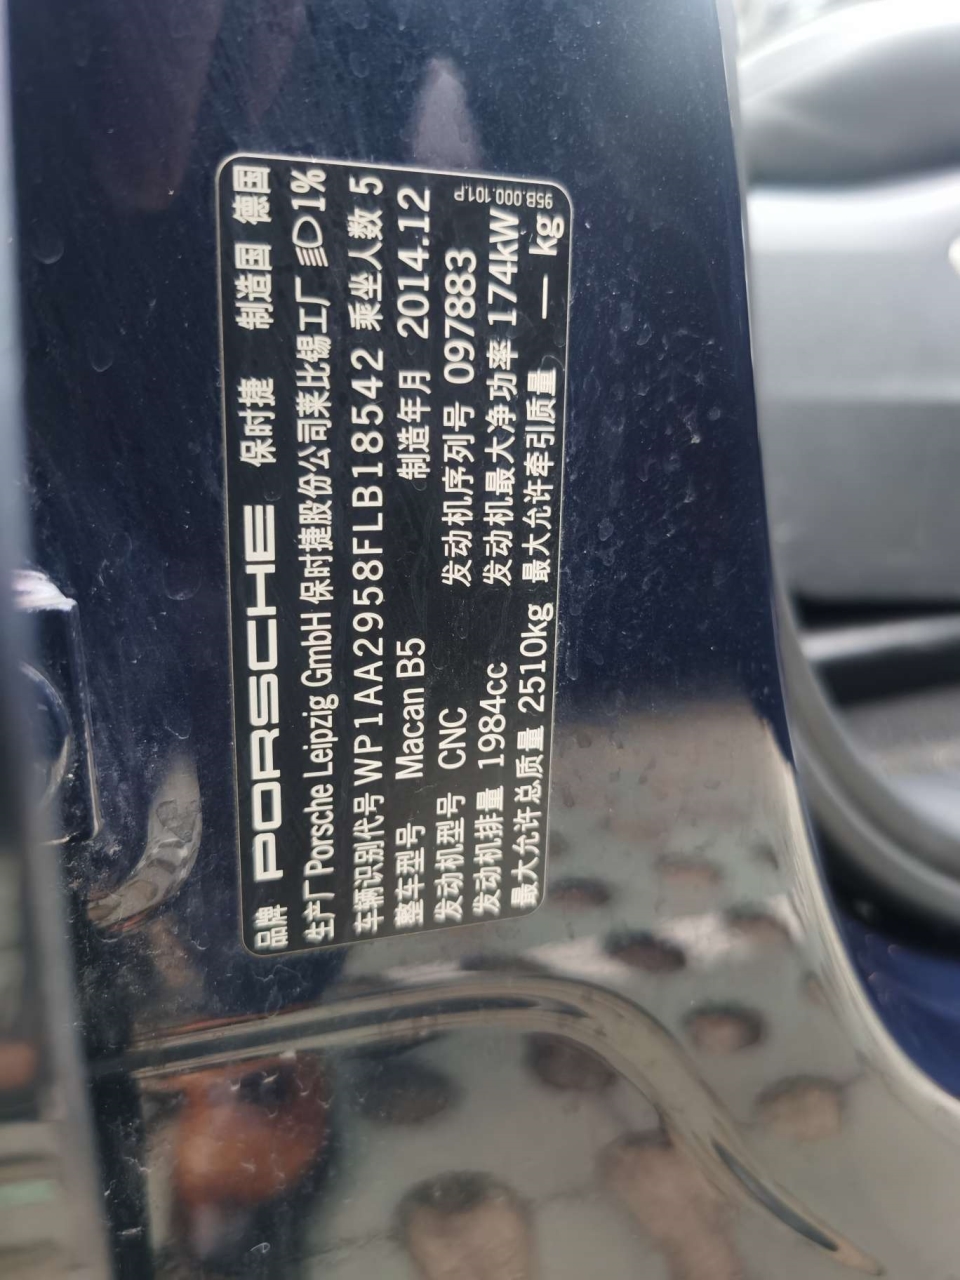 品牌 PORSCHE 保时捷 制造国 德国
生产厂 Porsche Leipzig GmbH 保时捷股份公司莱比锡工厂 1%
车辆识别代号 WP1AA2958FLB18542 乘坐人数 5
整车型号 Macan B5 制造年月 2014.12
发动机型号 CNC 发动机序列号 097883
发动机排量 1984cc 发动机最大净功率 174kW
最大允许总质量 2510kg 最大允许牵引质量 — kg
95B.000.101.P